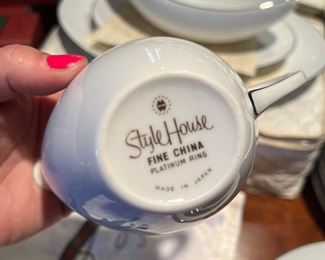 Style House
FINE CHINA
PLATINUM RING
MADE IN JAPAN